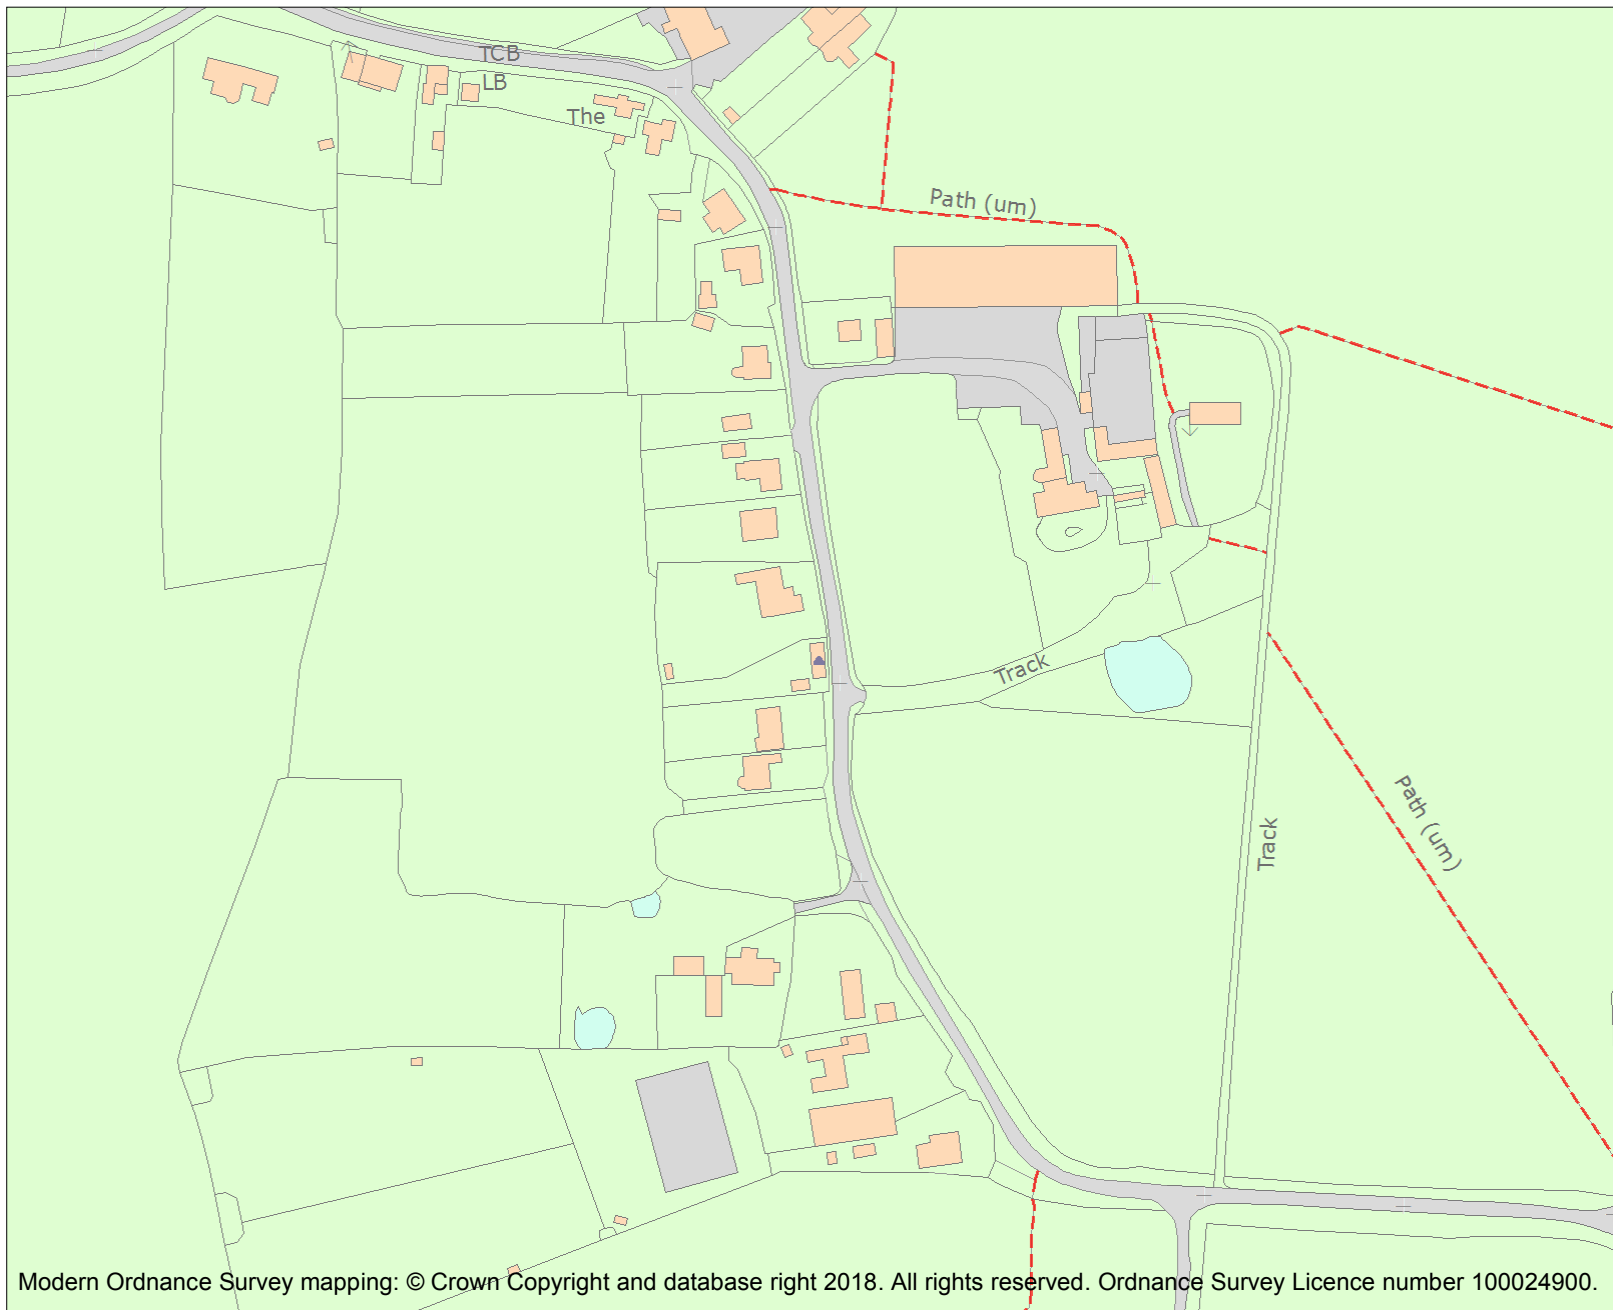 TCB
LB
The
Path (um)
Track
Path (um)
Track
Modern Ordnance Survey mapping: © Crown Copyright and database right 2018. All rights reserved. Ordnance Survey Licence number 100024900.